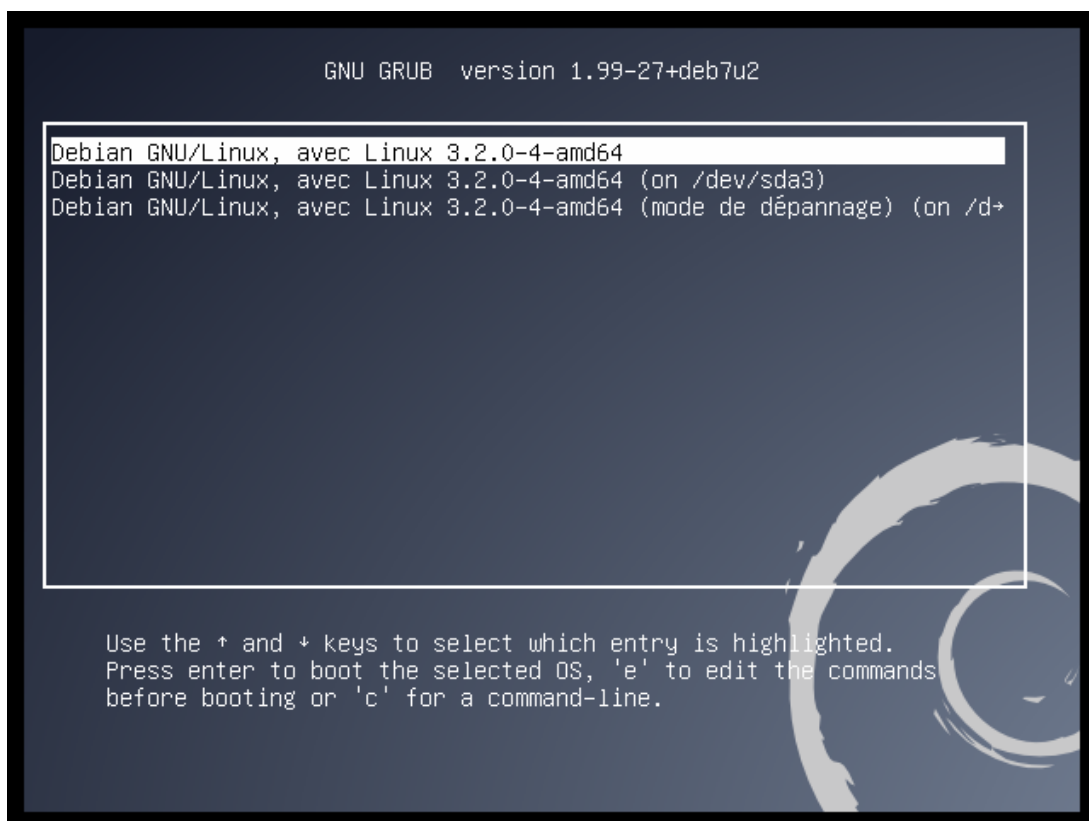 GNU GRUB  version 1.99-27+deb7u2
Debian GNU/Linux, avec Linux 3.2.0-4-amd64
Debian GNU/Linux, avec Linux 3.2.0-4-amd64 (on /dev/sda3)
Debian GNU/Linux, avec Linux 3.2.0-4-amd64 (mode de dépannage) (on /d→
Use the ↑ and ↓ keys to select which entry is highlighted.
Press enter to boot the selected OS, 'e' to edit the commands
before booting or 'c' for a command-line.